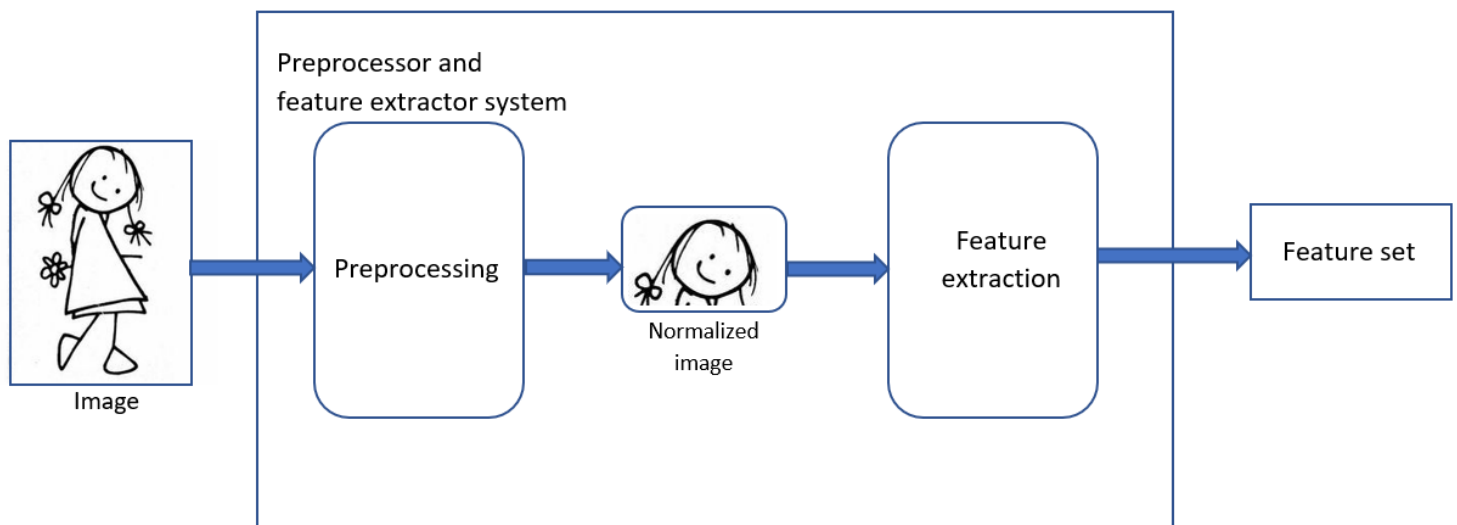 Preprocessor and
feature extractor system
Image
Preprocessing
Normalized
image
Feature
extraction
Feature set